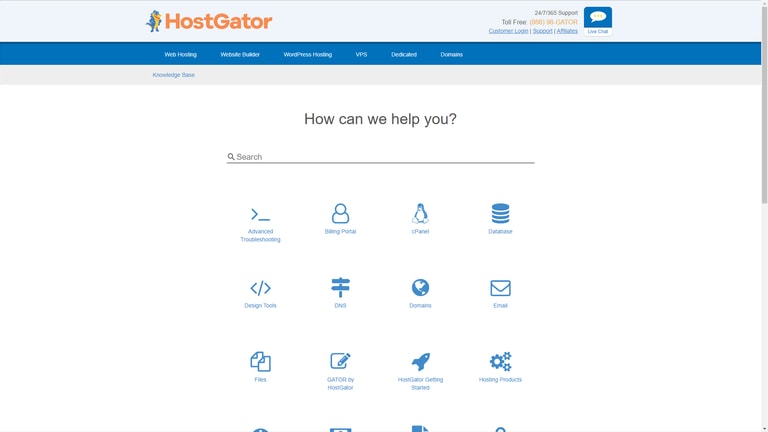 HostGator
24/7/365 Support
Toll Free: (866) 96-GATOR
Customer Login | Support | Affiliates
Live Chat
Web Hosting
Website Builder
WordPress Hosting
VPS
Dedicated
Domains
Knowledge Base
How can we help you?
Search
Advanced
Troubleshooting
Billing Portal
cPanel
Database
Design Tools
DNS
Domains
Email
Files
GATOR by
HostGator
HostGator Getting
Started
Hosting Products